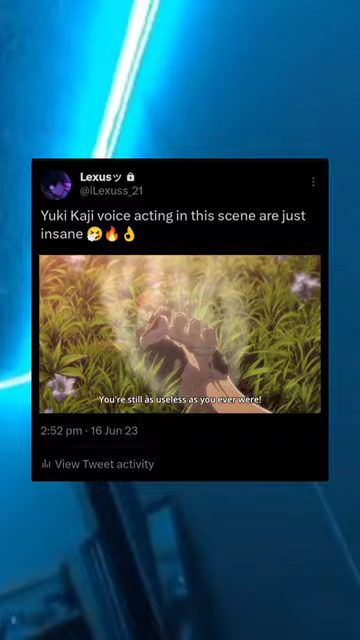 Lexusッ 🔒
@iLexuss_21
Yuki Kaji voice acting in this scene are just
insane 🤧🔥👌
You're still as useless as you ever were!
2:52 pm · 16 Jun 23
View Tweet activity